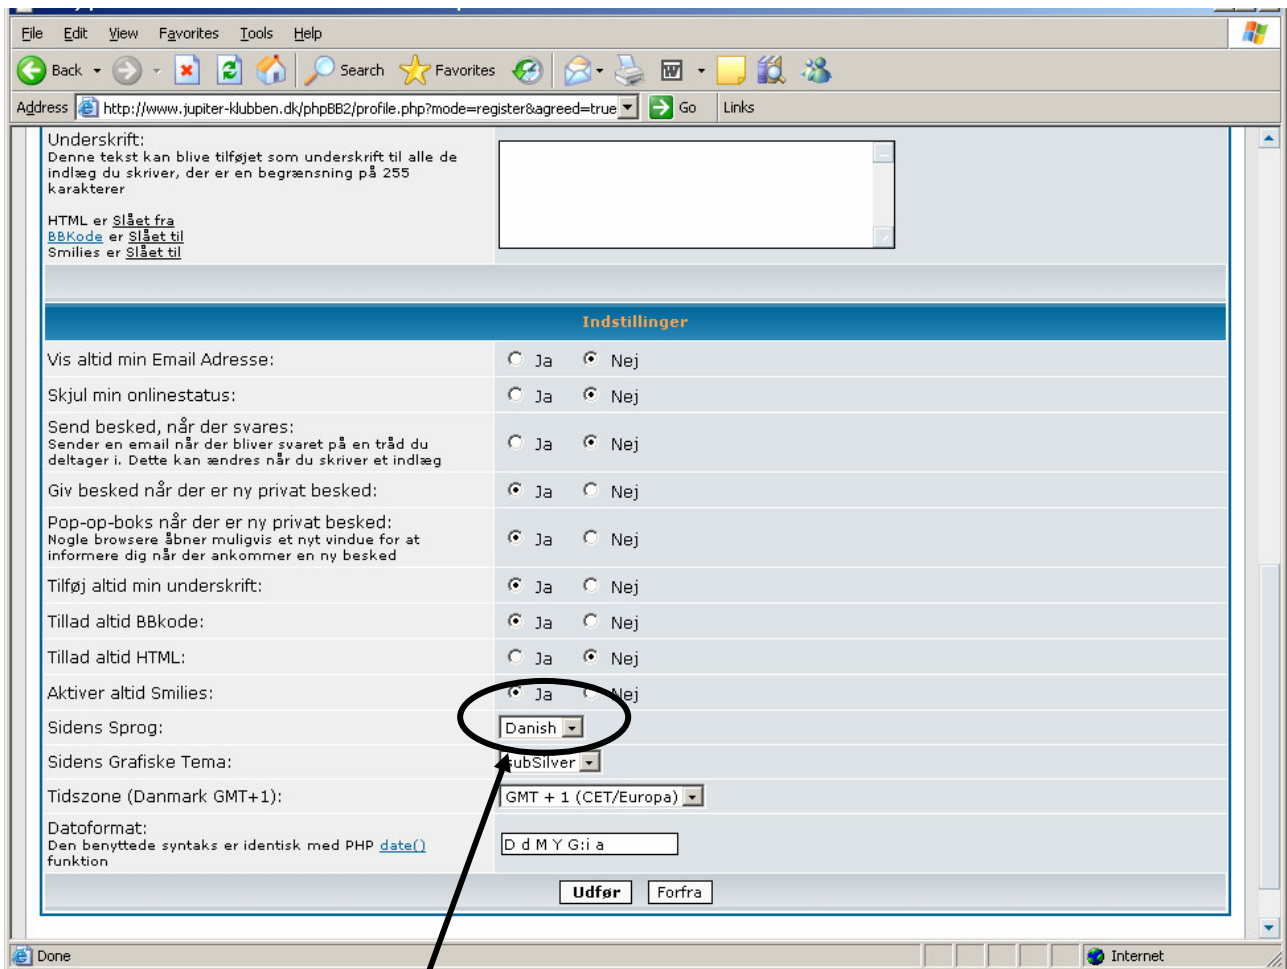 File Edit View Favorites Tools Help
Back Search Favorites
Address http://www.jupiter-klubben.dk/phpBB2/profile.php?mode=register&agreed=true Go Links
Underskrift:
Denne tekst kan blive tilføjet som underskrift til alle de
indlæg du skriver, der er en begrænsning på 255
karakterer
HTML er Slået fra
BBKode er Slået til
Smilies er Slået til
Indstillinger
Vis altid min Email Adresse: Ja Nej
Skjul min onlinestatus: Ja Nej
Send besked, når der svares:
Sender en email når der bliver svaret på en tråd du
deltager i. Dette kan ændres når du skriver et indlæg
Ja Nej
Giv besked når der er ny privat besked: Ja Nej
Pop-op-boks når der er ny privat besked:
Nogle browsere åbner muligvis et nyt vindue for at
informere dig når der ankommer en ny besked
Ja Nej
Tilføj altid min underskrift: Ja Nej
Tillad altid BBkode: Ja Nej
Tillad altid HTML: Ja Nej
Aktiver altid Smilies: Ja Nej
Sidens Sprog: Danish
Sidens Grafiske Tema: subSilver
Tidszone (Danmark GMT+1): GMT + 1 (CET/Europa)
Datoformat:
Den benyttede syntaks er identisk med PHP date()
funktion
D d M Y G:i a
Udfør Forfra
Done Internet